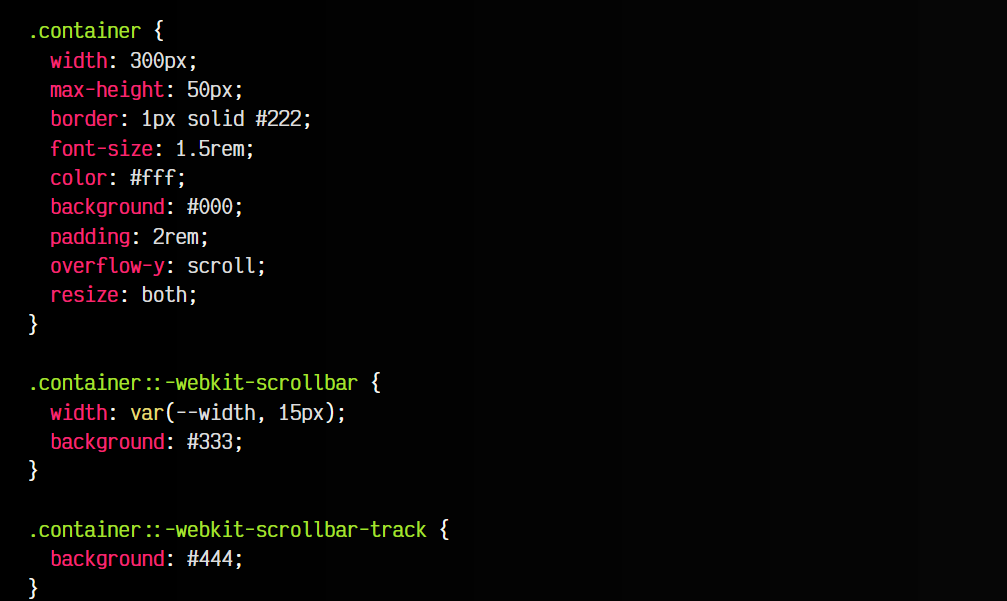 .container {
  width: 300px;
  max-height: 50px;
  border: 1px solid #222;
  font-size: 1.5rem;
  color: #fff;
  background: #000;
  padding: 2rem;
  overflow-y: scroll;
  resize: both;
}

.container::-webkit-scrollbar {
  width: var(--width, 15px);
  background: #333;
}

.container::-webkit-scrollbar-track {
  background: #444;
}